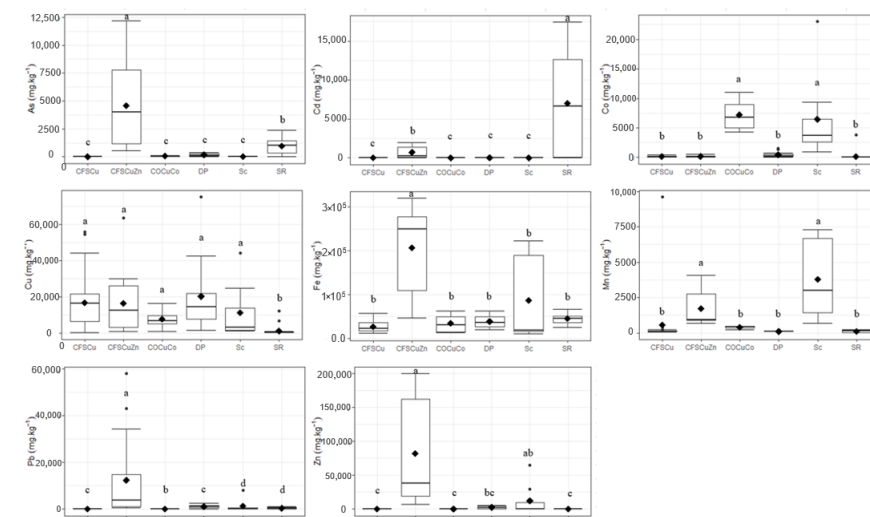 As (mg.kg⁻¹)
12,500
10,000
7500
5000
2500
0
c
a
c
c
c
b
CFSCu CFSCuZn COCuCo DP Sc SR
Cd (mg.kg⁻¹)
15,000
10,000
5000
0
c
b
c
c
c
a
CFSCu CFSCuZn COCuCo DP Sc SR
Co (mg.kg⁻¹)
20,000
15,000
10,000
5000
0
b
b
a
b
a
b
CFSCu CFSCuZn COCuCo DP Sc SR
Cu (mg.kg⁻¹)
60,000
40,000
20,000
0
0
a
a
a
a
a
b
CFSCu CFSCuZn COCuCo DP Sc SR
Fe (mg.kg⁻¹)
3×10⁵
2×10⁵
1×10⁵
0.0
b
a
b
b
b
b
CFSCu CFSCuZn COCuCo DP Sc SR
Mn (mg.kg⁻¹)
10,000
7500
5000
2500
0
b
a
b
b
a
b
CFSCu CFSCuZn COCuCo DP Sc SR
Pb (mg.kg⁻¹)
60,000
40,000
20,000
0
c
a
b
c
d
d
Zn (mg.kg⁻¹)
200,000
150,000
100,000
50,000
0
c
a
c
bc
ab
c